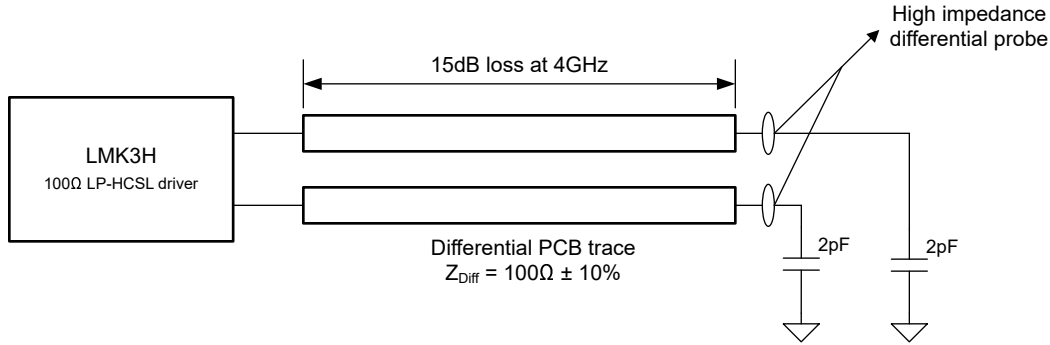 High impedance
differential probe
15dB loss at 4GHz
LMK3H
100Ω LP-HCSL driver
Differential PCB trace
Z_Diff = 100Ω ± 10%
2pF
2pF